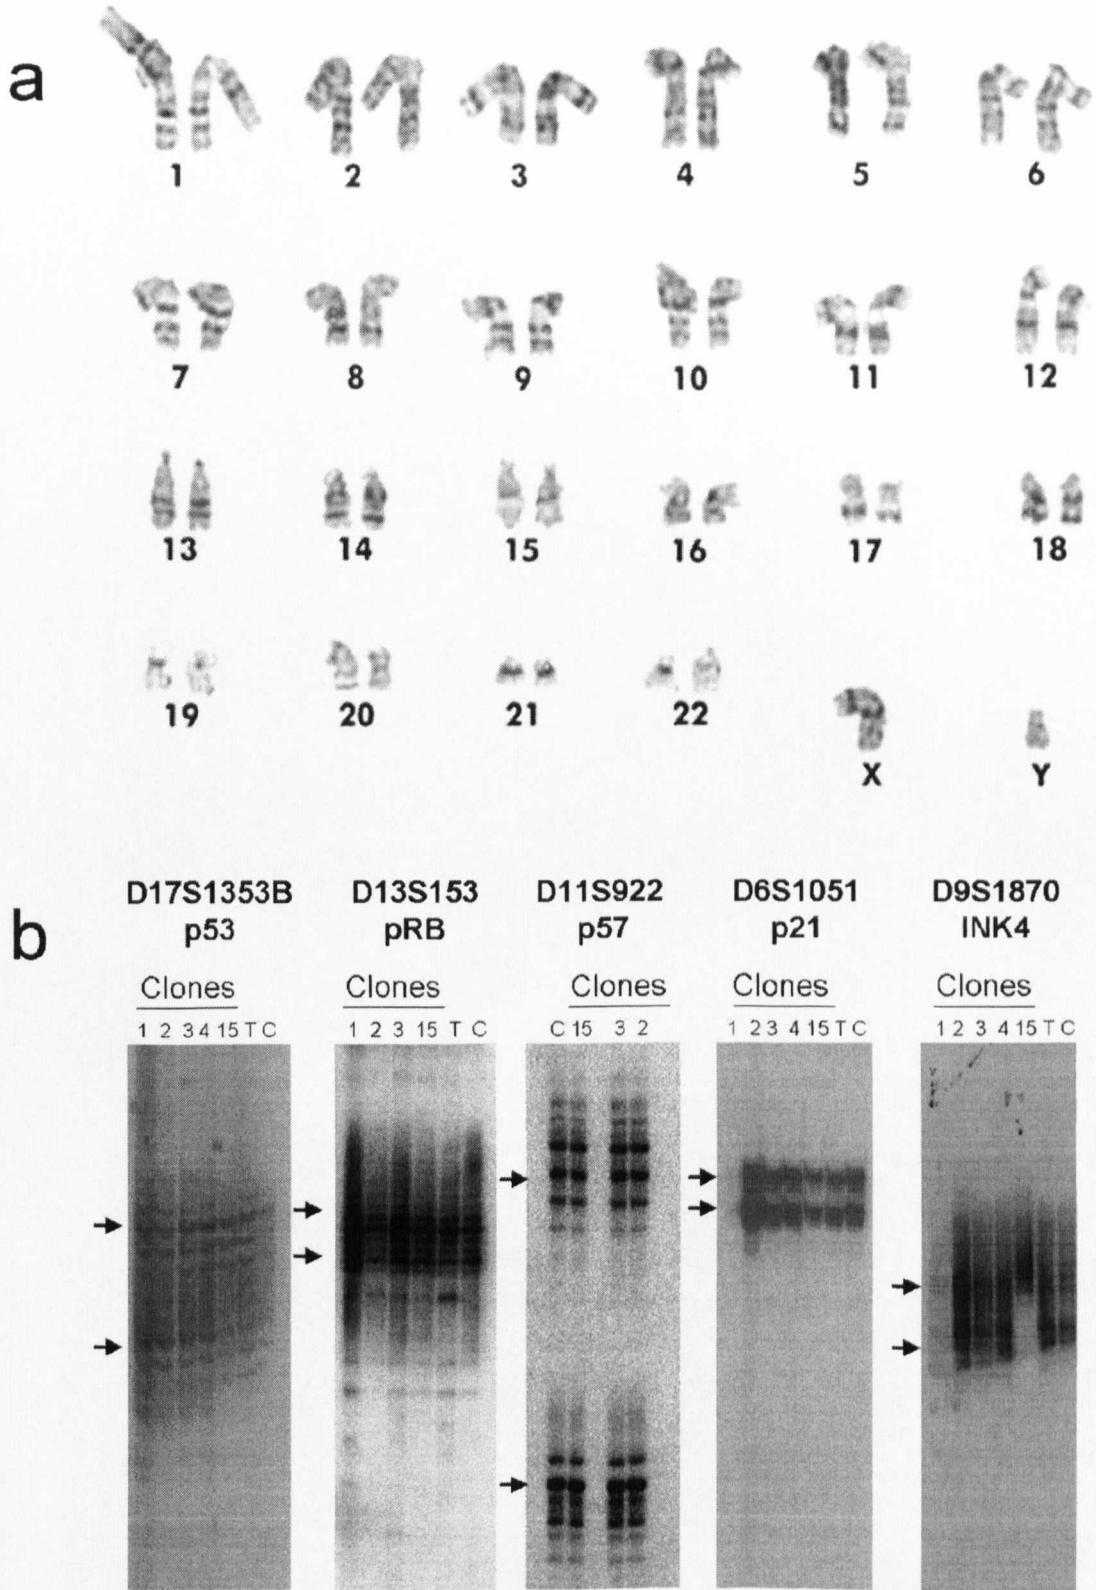 a
1 2 3 4 5 6
7 8 9 10 11 12
13 14 15 16 17 18
19 20 21 22 X Y
b
D17S1353B
p53
Clones
1 2 3 4 15 T C
D13S153
pRB
Clones
1 2 3 15 T C
D11S922
p57
Clones
C 15 3 2
D6S1051
p21
Clones
1 2 3 4 15 T C
D9S1870
INK4
Clones
1 2 3 4 15 T C